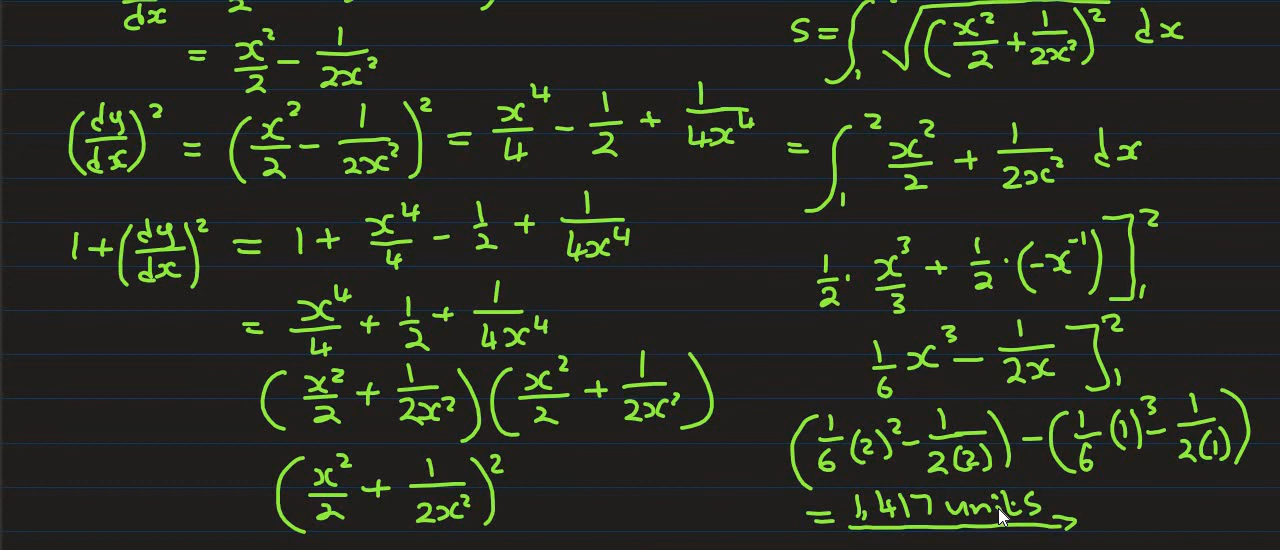 dy/dx
= x²/2 − 1/2x²
(dy/dx)² = (x²/2 − 1/2x²)² = x⁴/4 − 1/2 + 1/4x⁴
1 + (dy/dx)² = 1 + x⁴/4 − 1/2 + 1/4x⁴
= x⁴/4 + 1/2 + 1/4x⁴
(x²/2 + 1/2x²)(x²/2 + 1/2x²)
(x²/2 + 1/2x²)²
S = ∫₁ √((x²/2 + 1/2x²)²) dx
= ∫₁² x²/2 + 1/2x² dx
1/2 · x³/3 + 1/2 · (−x⁻¹)]₁²
1/6 x³ − 1/2x]₁²
(1/6 (2)² − 1/2(2)) − (1/6 (1)³ − 1/2(1))
= 1,417 units